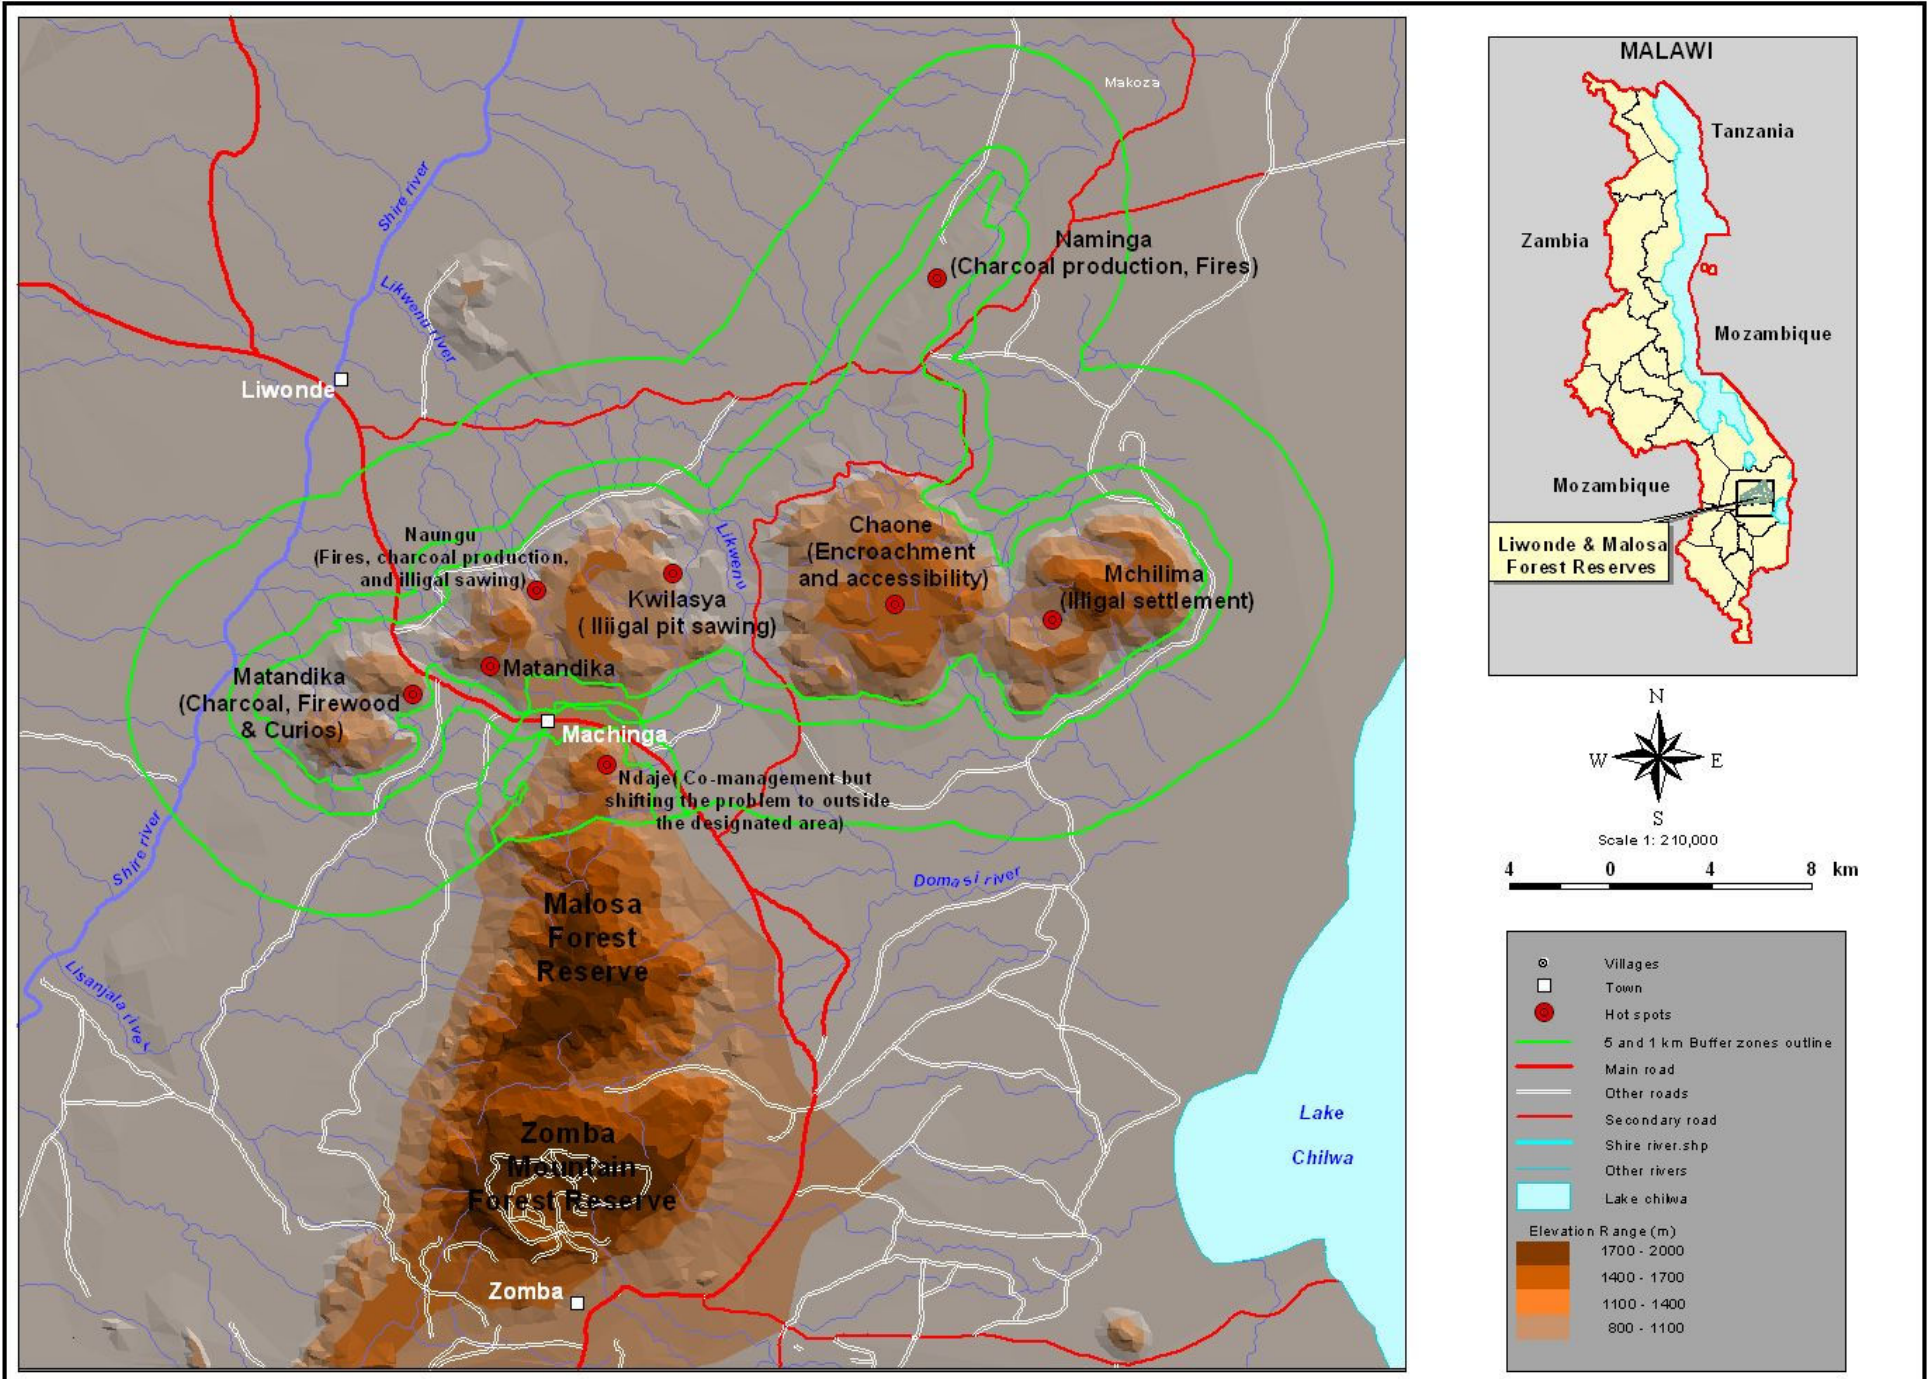 Makoza
Shire river
Likwenu river
Naminga
(Charcoal production, Fires)
Liwonde
Naungu
(Fires, charcoal production,
and illigal sawing)
Likwenu
Chaone
(Encroachment
and accessibility)
Mchilima
(illigal settlement)
Kwilasya
( Illiigal pit sawing)
Matandika
Matandika
(Charcoal, Firewood
& Curios)
Machinga
Ndaje( Co-management but
shifting the problem to outside
the designated area)
Shire river
Domasi river
Malosa
Forest
Reserve
Lisanjala river
Zomba
Mountain
Forest Reserve
Lake
Chilwa
Zomba
MALAWI
Tanzania
Zambia
Mozambique
Mozambique
Liwonde & Malosa
Forest Reserves
N
W E
S
Scale 1: 210,000
4 0 4 8 km
Villages
Town
Hot spots
5 and 1 km Buffer zones outline
Main road
Other roads
Secondary road
Shire river.shp
Other rivers
Lake chilwa
Elevation Range (m)
1700 - 2000
1400 - 1700
1100 - 1400
800 - 1100